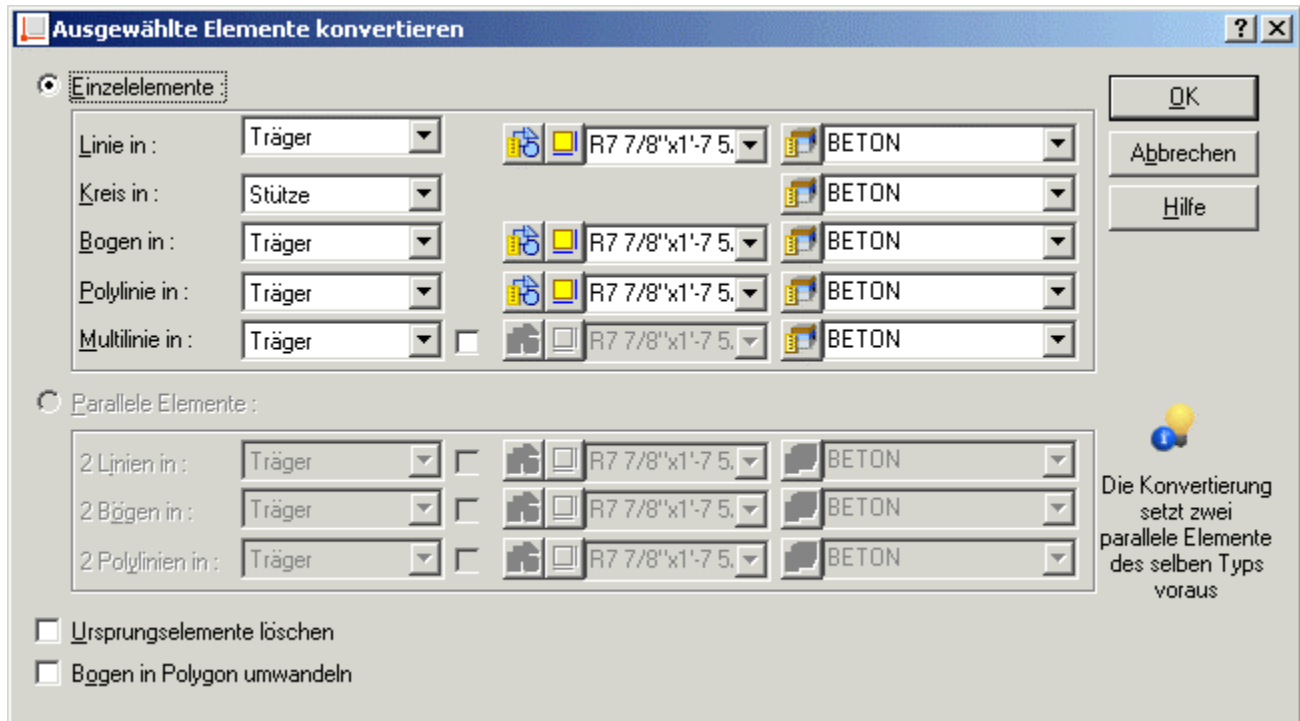 Ausgewählte Elemente konvertieren
Einzelelemente :
OK
Linie in : Träger R7 7/8"x1'-7 5. BETON
Abbrechen
Kreis in : Stütze BETON
Hilfe
Bogen in : Träger R7 7/8"x1'-7 5. BETON
Polylinie in : Träger R7 7/8"x1'-7 5. BETON
Multilinie in : Träger R7 7/8"x1'-7 5. BETON
Parallele Elemente :
2 Linien in : Träger R7 7/8"x1'-7 5. BETON
2 Bögen in : Träger R7 7/8"x1'-7 5. BETON
2 Polylinien in : Träger R7 7/8"x1'-7 5. BETON
Die Konvertierung
setzt zwei
parallele Elemente
des selben Typs
voraus
Ursprungselemente löschen
Bogen in Polygon umwandeln